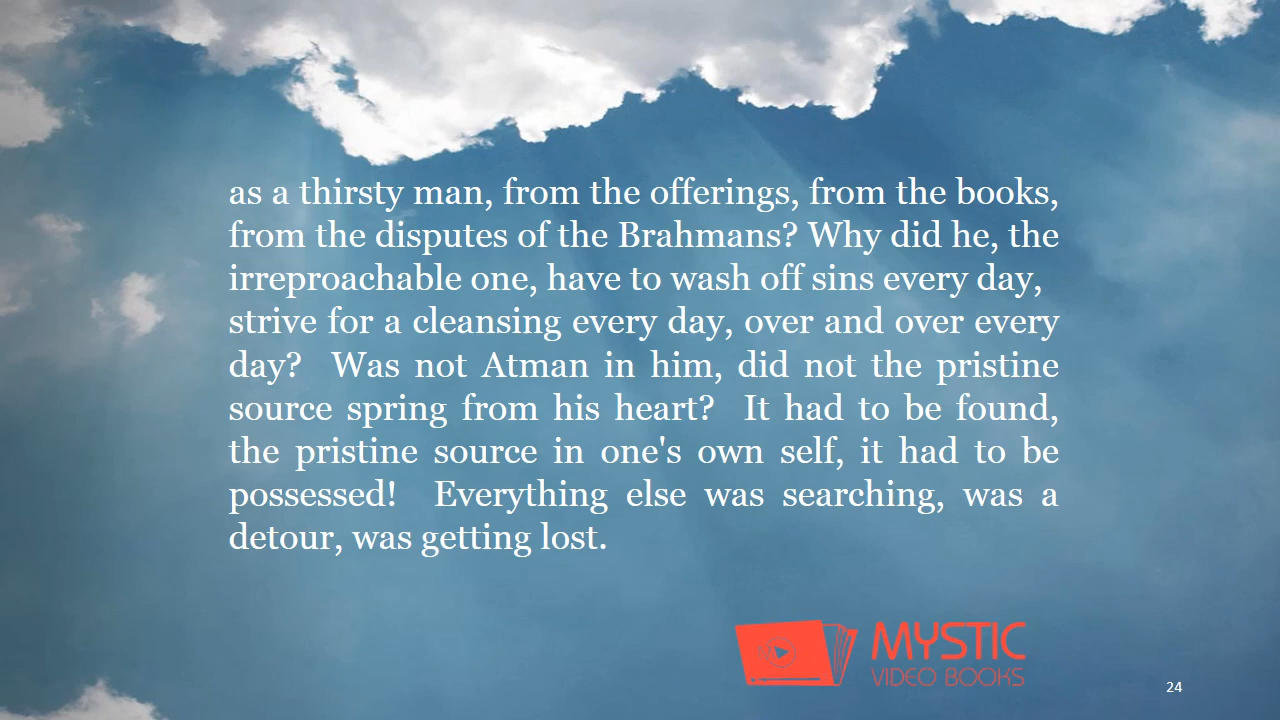 as a thirsty man, from the offerings, from the books,
from the disputes of the Brahmans? Why did he, the
irreproachable one, have to wash off sins every day,
strive for a cleansing every day, over and over every
day? Was not Atman in him, did not the pristine
source spring from his heart? It had to be found,
the pristine source in one's own self, it had to be
possessed! Everything else was searching, was a
detour, was getting lost.
MYSTIC
VIDEO BOOKS
24